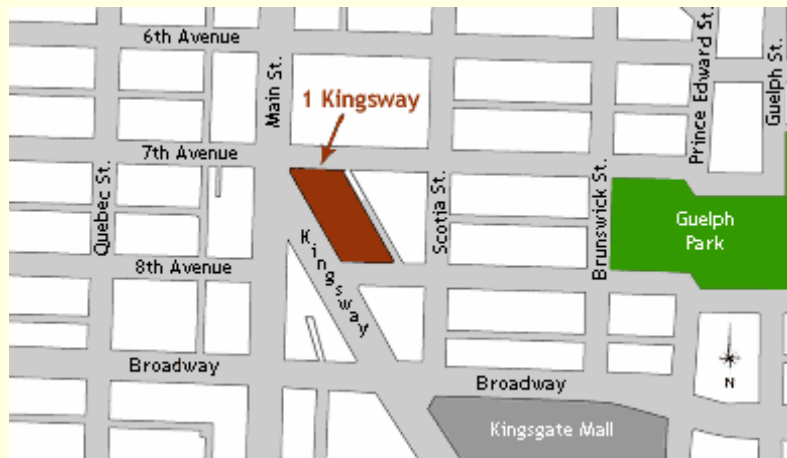 6th Avenue
Main St.
Prince Edward St.
Guelph St.
1 Kingsway
7th Avenue
Quebec St.
Scotia St.
Brunswick St.
Guelph
Park
Kingsway
8th Avenue
Broadway
Broadway
N
Kingsgate Mall